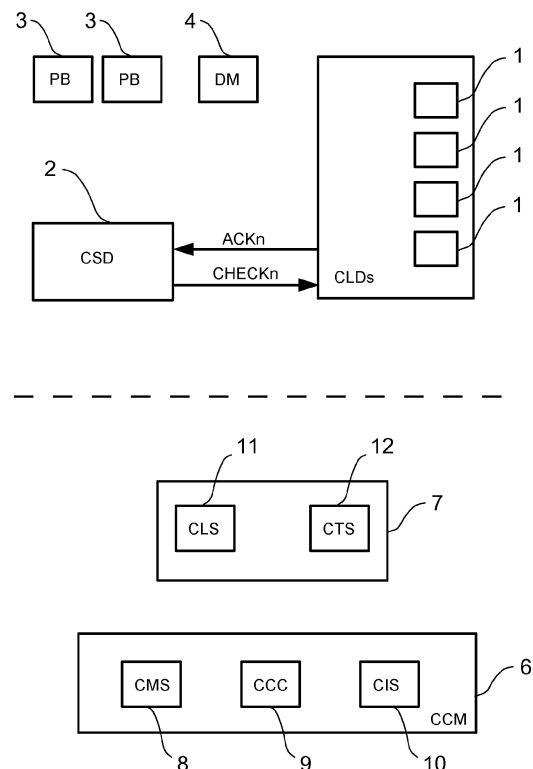 3 3 4
PB PB DM
1
1
1
1
2
CSD
ACKn
CHECKn
CLDs
11 12
CLS CTS
7
CMS CCC CIS
CCM
6
8 9 10